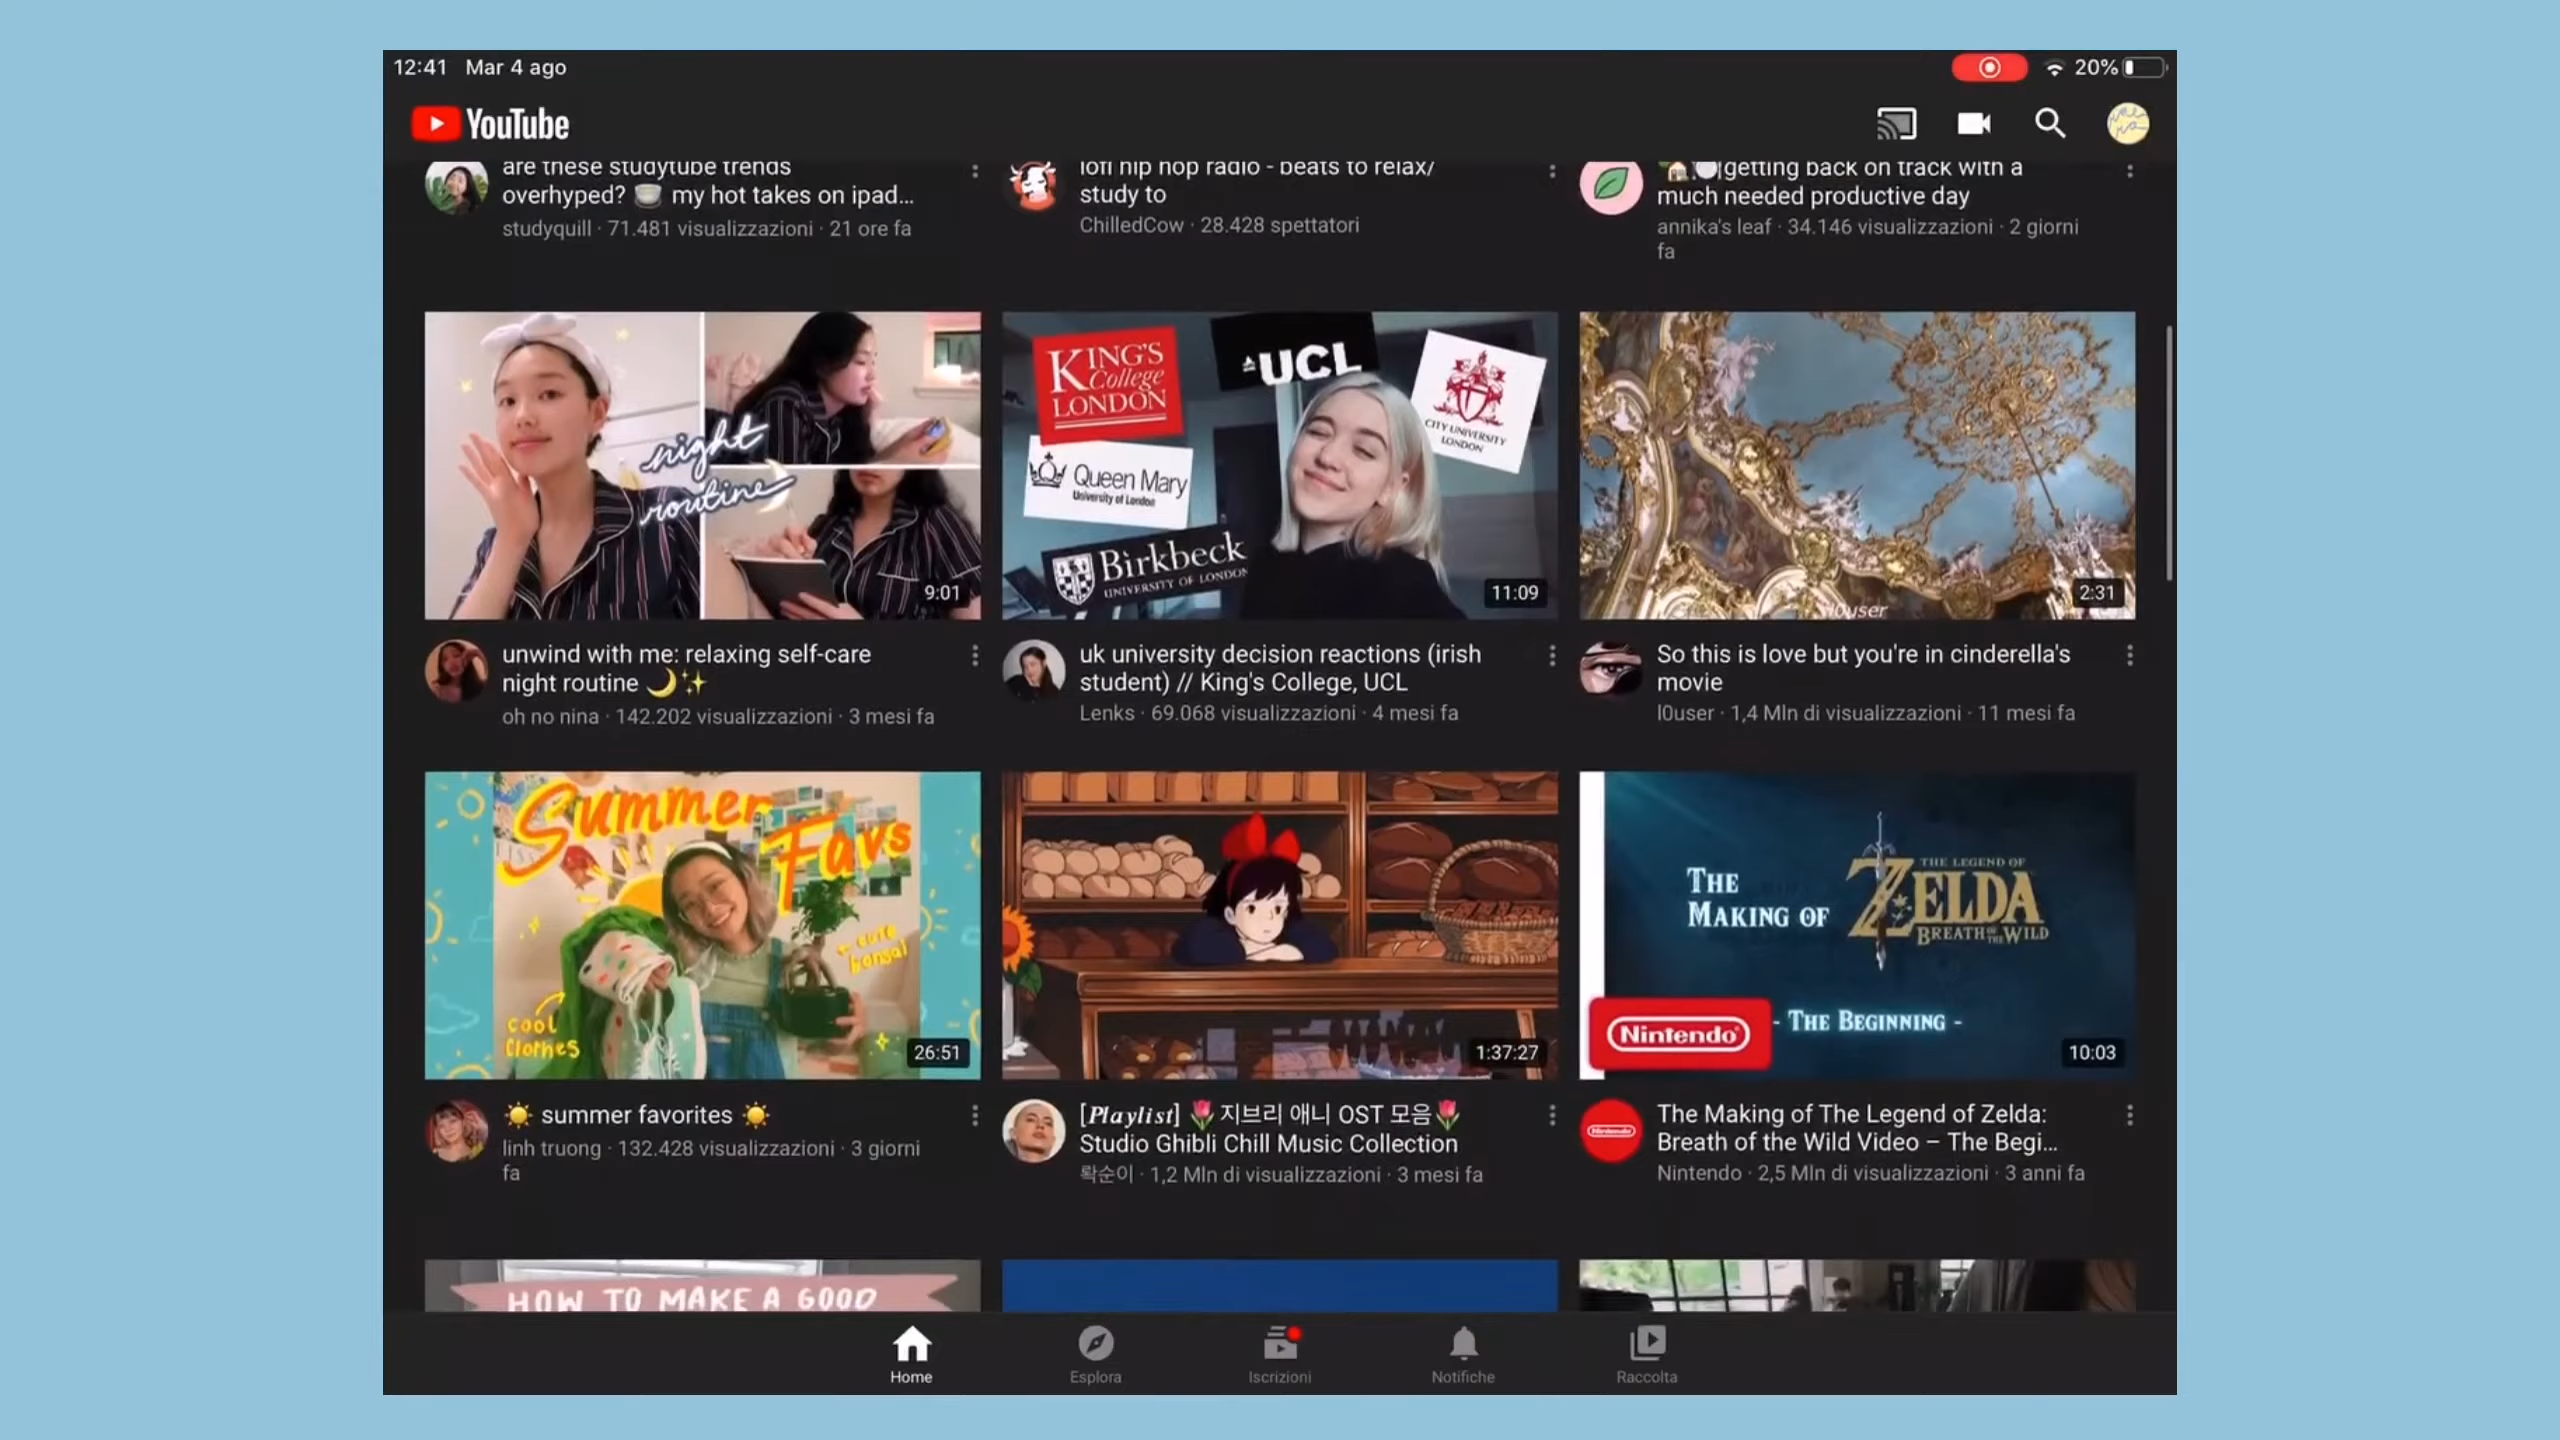 12:41 Mar 4 ago
20%
YouTube
are these studytube trends
overhyped? 🍵 my hot takes on ipad...
studyquill · 71.481 visualizzazioni · 21 ore fa
lofi hip hop radio - beats to relax/
study to
ChilledCow · 28.428 spettatori
🏡🍽|getting back on track with a
much needed productive day
annika's leaf · 34.146 visualizzazioni · 2 giorni
fa
night
routine
9:01
KING'S
College
LONDON
UCL
CITY UNIVERSITY
LONDON
Queen Mary
University of London
Birkbeck
UNIVERSITY OF LONDON
11:09
l0user
2:31
unwind with me: relaxing self-care
night routine 🌙✨
oh no nina · 142.202 visualizzazioni · 3 mesi fa
uk university decision reactions (irish
student) // King's College, UCL
Lenks · 69.068 visualizzazioni · 4 mesi fa
So this is love but you're in cinderella's
movie
l0user · 1,4 Mln di visualizzazioni · 11 mesi fa
Summer
Favs
cute
bonsai
cool
clothes
26:51
1:37:27
THE
MAKING OF
THE LEGEND OF
ZELDA
BREATH OF THE WILD
- THE BEGINNING -
Nintendo
10:03
☀️ summer favorites ☀️
linh truong · 132.428 visualizzazioni · 3 giorni
fa
[Playlist] 🌷지브리 애니 OST 모음🌷
Studio Ghibli Chill Music Collection
뢐순이 · 1,2 Mln di visualizzazioni · 3 mesi fa
Nintendo
The Making of The Legend of Zelda:
Breath of the Wild Video – The Begi...
Nintendo · 2,5 Mln di visualizzazioni · 3 anni fa
HOW TO MAKE A GOOD
Home
Esplora
Iscrizioni
Notifiche
Raccolta